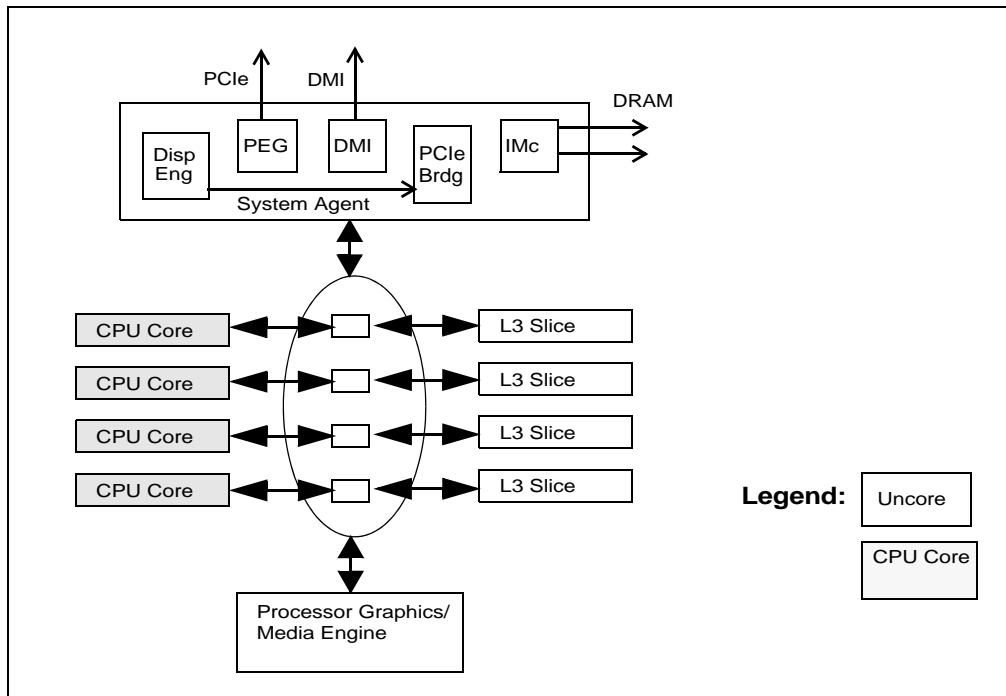 PCIe
DMI
DRAM
Disp
Eng
PEG
DMI
PCIe
Brdg
IMc
System Agent
CPU Core
L3 Slice
CPU Core
L3 Slice
CPU Core
L3 Slice
CPU Core
L3 Slice
Legend:
Uncore
CPU Core
Processor Graphics/
Media Engine